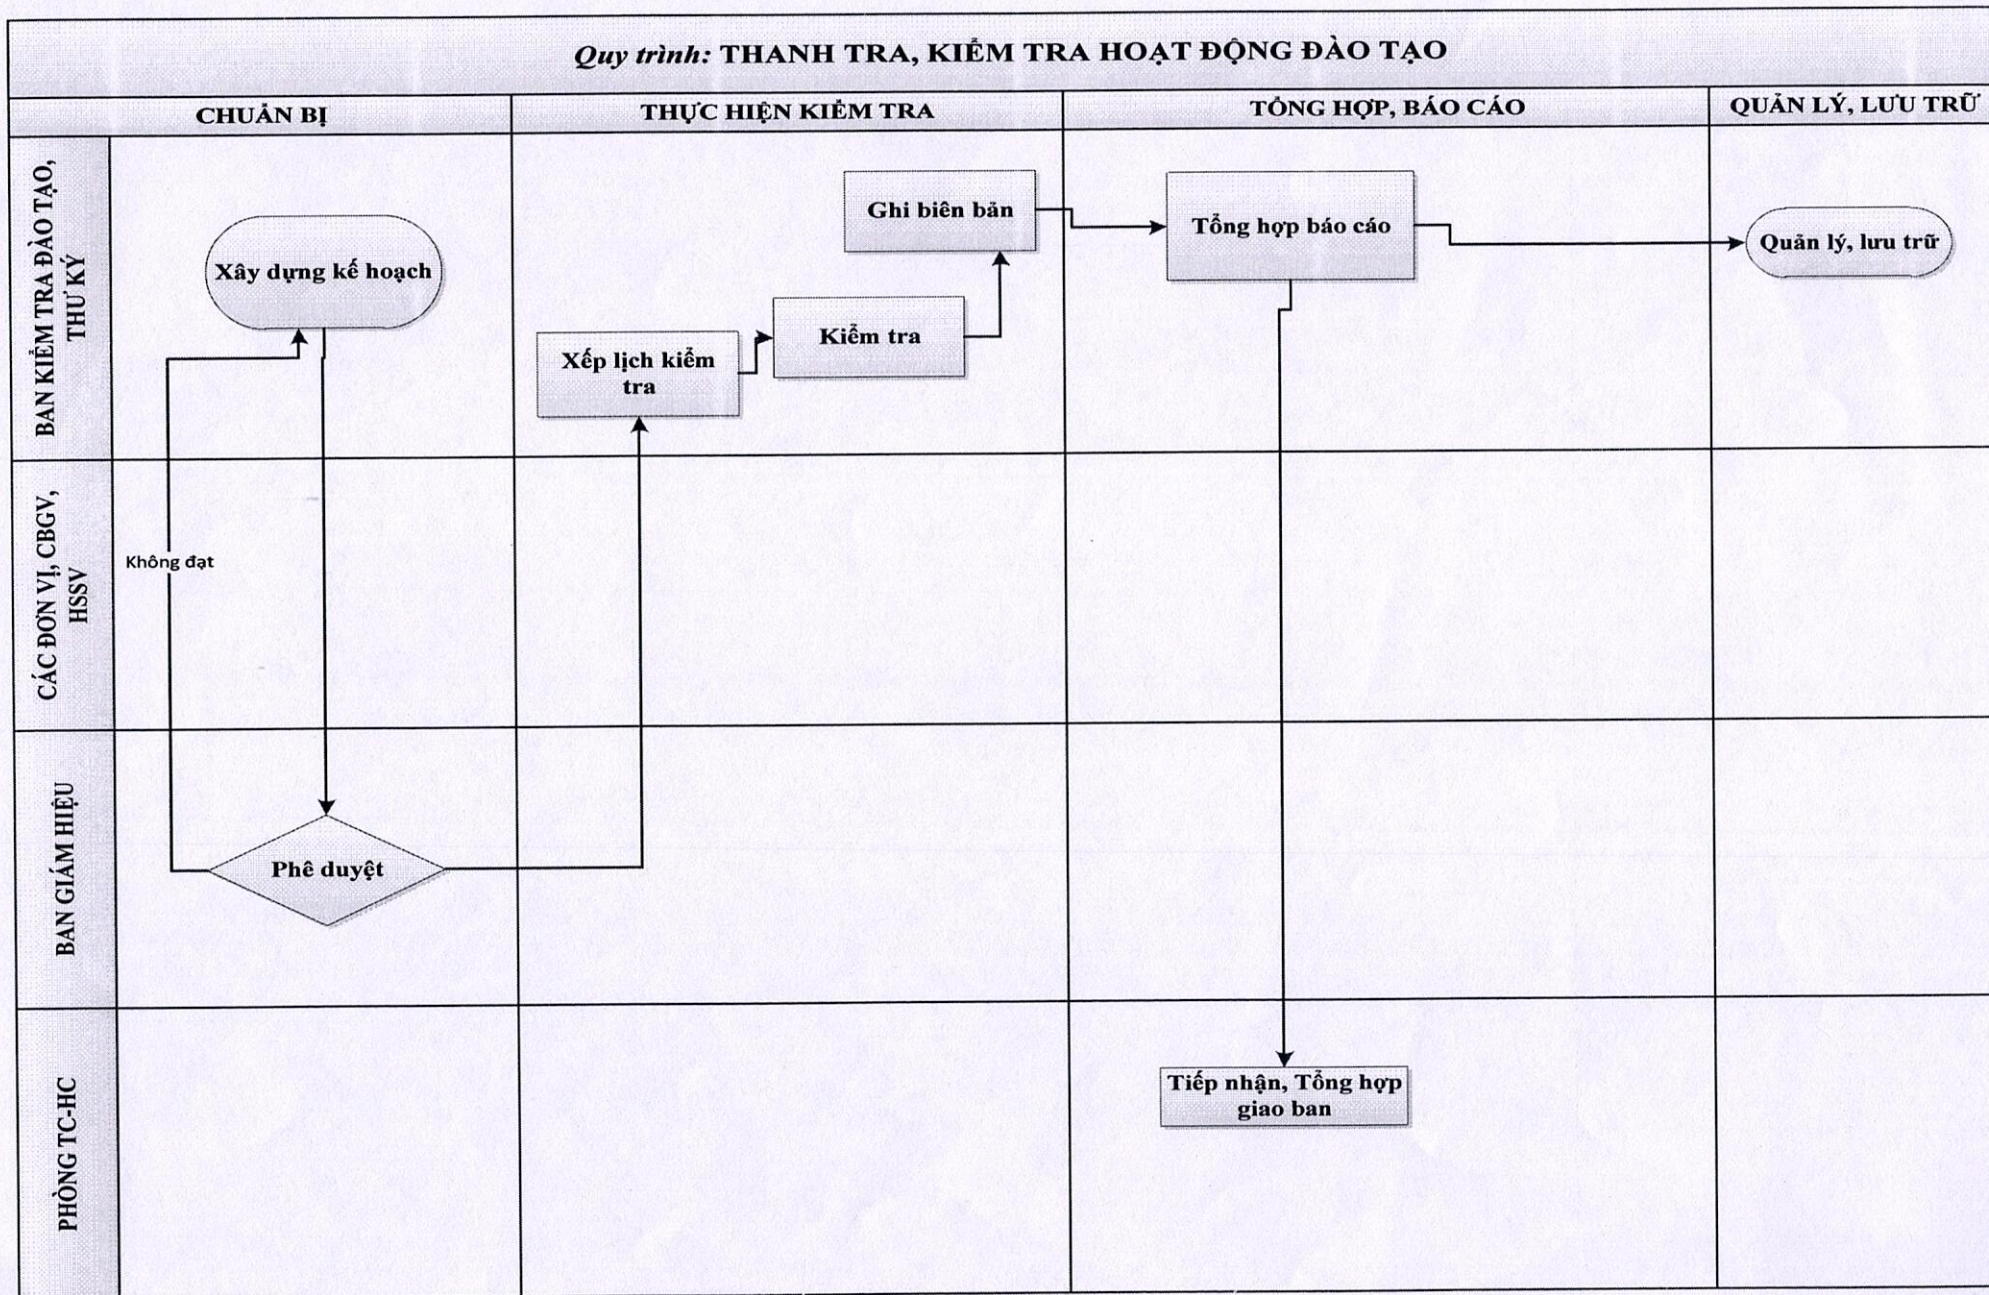 Quy trình: THANH TRA, KIỂM TRA HOẠT ĐỘNG ĐÀO TẠO
CHUẨN BỊ
THỰC HIỆN KIỂM TRA
TỔNG HỢP, BÁO CÁO
QUẢN LÝ, LƯU TRỮ
BAN KIỂM TRA ĐÀO TẠO,
THƯ KÝ
Xây dựng kế hoạch
Xếp lịch kiểm
tra
Kiểm tra
Ghi biên bản
Tổng hợp báo cáo
Quản lý, lưu trữ
CÁC ĐƠN VỊ, CBGV,
HSSV
Không đạt
BAN GIÁM HIỆU
Phê duyệt
PHÒNG TC-HC
Tiếp nhận, Tổng hợp
giao ban